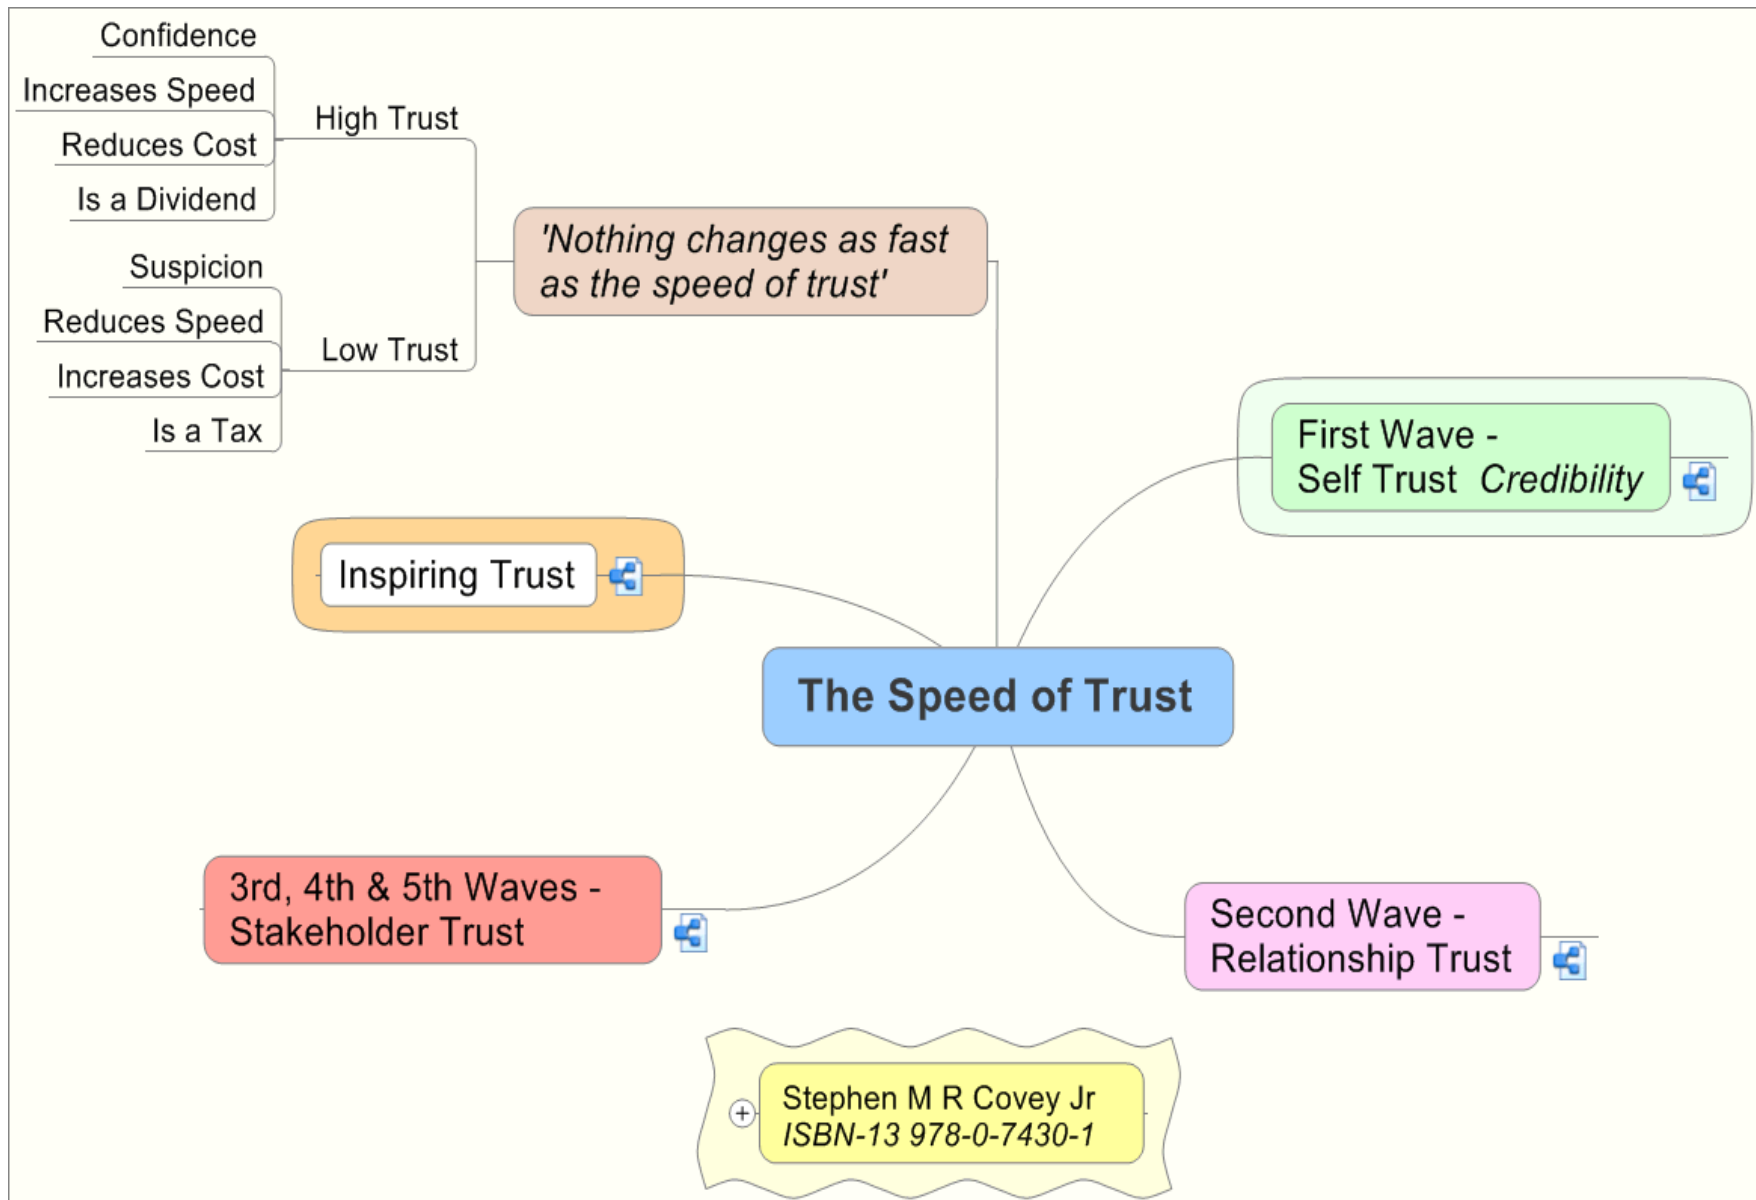 Confidence
Increases Speed
Reduces Cost
Is a Dividend
High Trust
Suspicion
Reduces Speed
Increases Cost
Is a Tax
Low Trust
'Nothing changes as fast
as the speed of trust'
First Wave -
Self Trust  Credibility
Inspiring Trust
The Speed of Trust
3rd, 4th & 5th Waves -
Stakeholder Trust
Second Wave -
Relationship Trust
Stephen M R Covey Jr
ISBN-13 978-0-7430-1